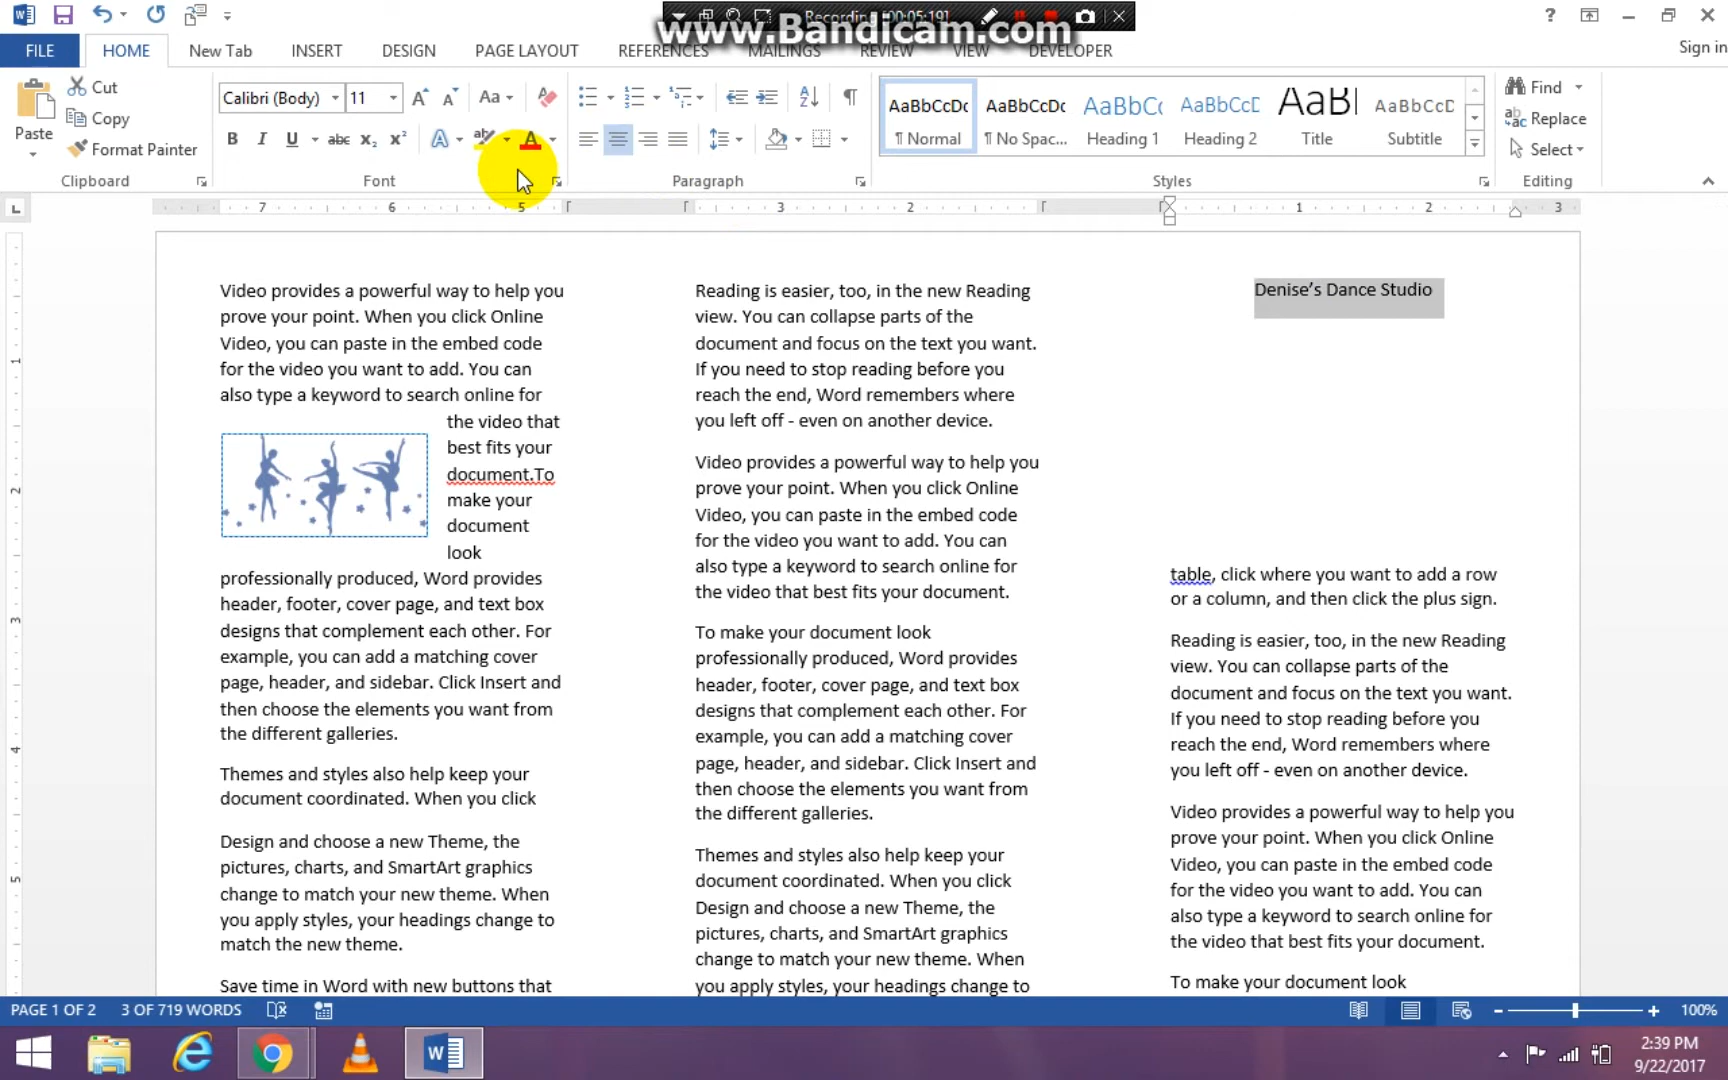 Recording [00:05:19]
www.Bandicam.com
FILE
HOME
New Tab
INSERT
DESIGN
PAGE LAYOUT
REFERENCES
MAILINGS
REVIEW
VIEW
DEVELOPER
Sign in
Paste
Cut
Copy
Format Painter
Clipboard
Calibri (Body)
11
Font
Paragraph
AaBbCcDc
¶ Normal
AaBbCcDc
¶ No Spac...
AaBbCc
Heading 1
AaBbCcD
Heading 2
AaB
Title
AaBbCcD
Subtitle
Styles
Find
Replace
Select
Editing
7 6 5 3 2 1 2 3
1
2
3
4
5
Video provides a powerful way to help you
prove your point. When you click Online
Video, you can paste in the embed code
for the video you want to add. You can
also type a keyword to search online for
the video that
best fits your
document.To
make your
document
look
professionally produced, Word provides
header, footer, cover page, and text box
designs that complement each other. For
example, you can add a matching cover
page, header, and sidebar. Click Insert and
then choose the elements you want from
the different galleries.
Themes and styles also help keep your
document coordinated. When you click
Design and choose a new Theme, the
pictures, charts, and SmartArt graphics
change to match your new theme. When
you apply styles, your headings change to
match the new theme.
Save time in Word with new buttons that
Reading is easier, too, in the new Reading
view. You can collapse parts of the
document and focus on the text you want.
If you need to stop reading before you
reach the end, Word remembers where
you left off - even on another device.
Video provides a powerful way to help you
prove your point. When you click Online
Video, you can paste in the embed code
for the video you want to add. You can
also type a keyword to search online for
the video that best fits your document.
To make your document look
professionally produced, Word provides
header, footer, cover page, and text box
designs that complement each other. For
example, you can add a matching cover
page, header, and sidebar. Click Insert and
then choose the elements you want from
the different galleries.
Themes and styles also help keep your
document coordinated. When you click
Design and choose a new Theme, the
pictures, charts, and SmartArt graphics
change to match your new theme. When
you apply styles, your headings change to
Denise’s Dance Studio
table, click where you want to add a row
or a column, and then click the plus sign.
Reading is easier, too, in the new Reading
view. You can collapse parts of the
document and focus on the text you want.
If you need to stop reading before you
reach the end, Word remembers where
you left off - even on another device.
Video provides a powerful way to help you
prove your point. When you click Online
Video, you can paste in the embed code
for the video you want to add. You can
also type a keyword to search online for
the video that best fits your document.
To make your document look
PAGE 1 OF 2
3 OF 719 WORDS
100%
2:39 PM
9/22/2017